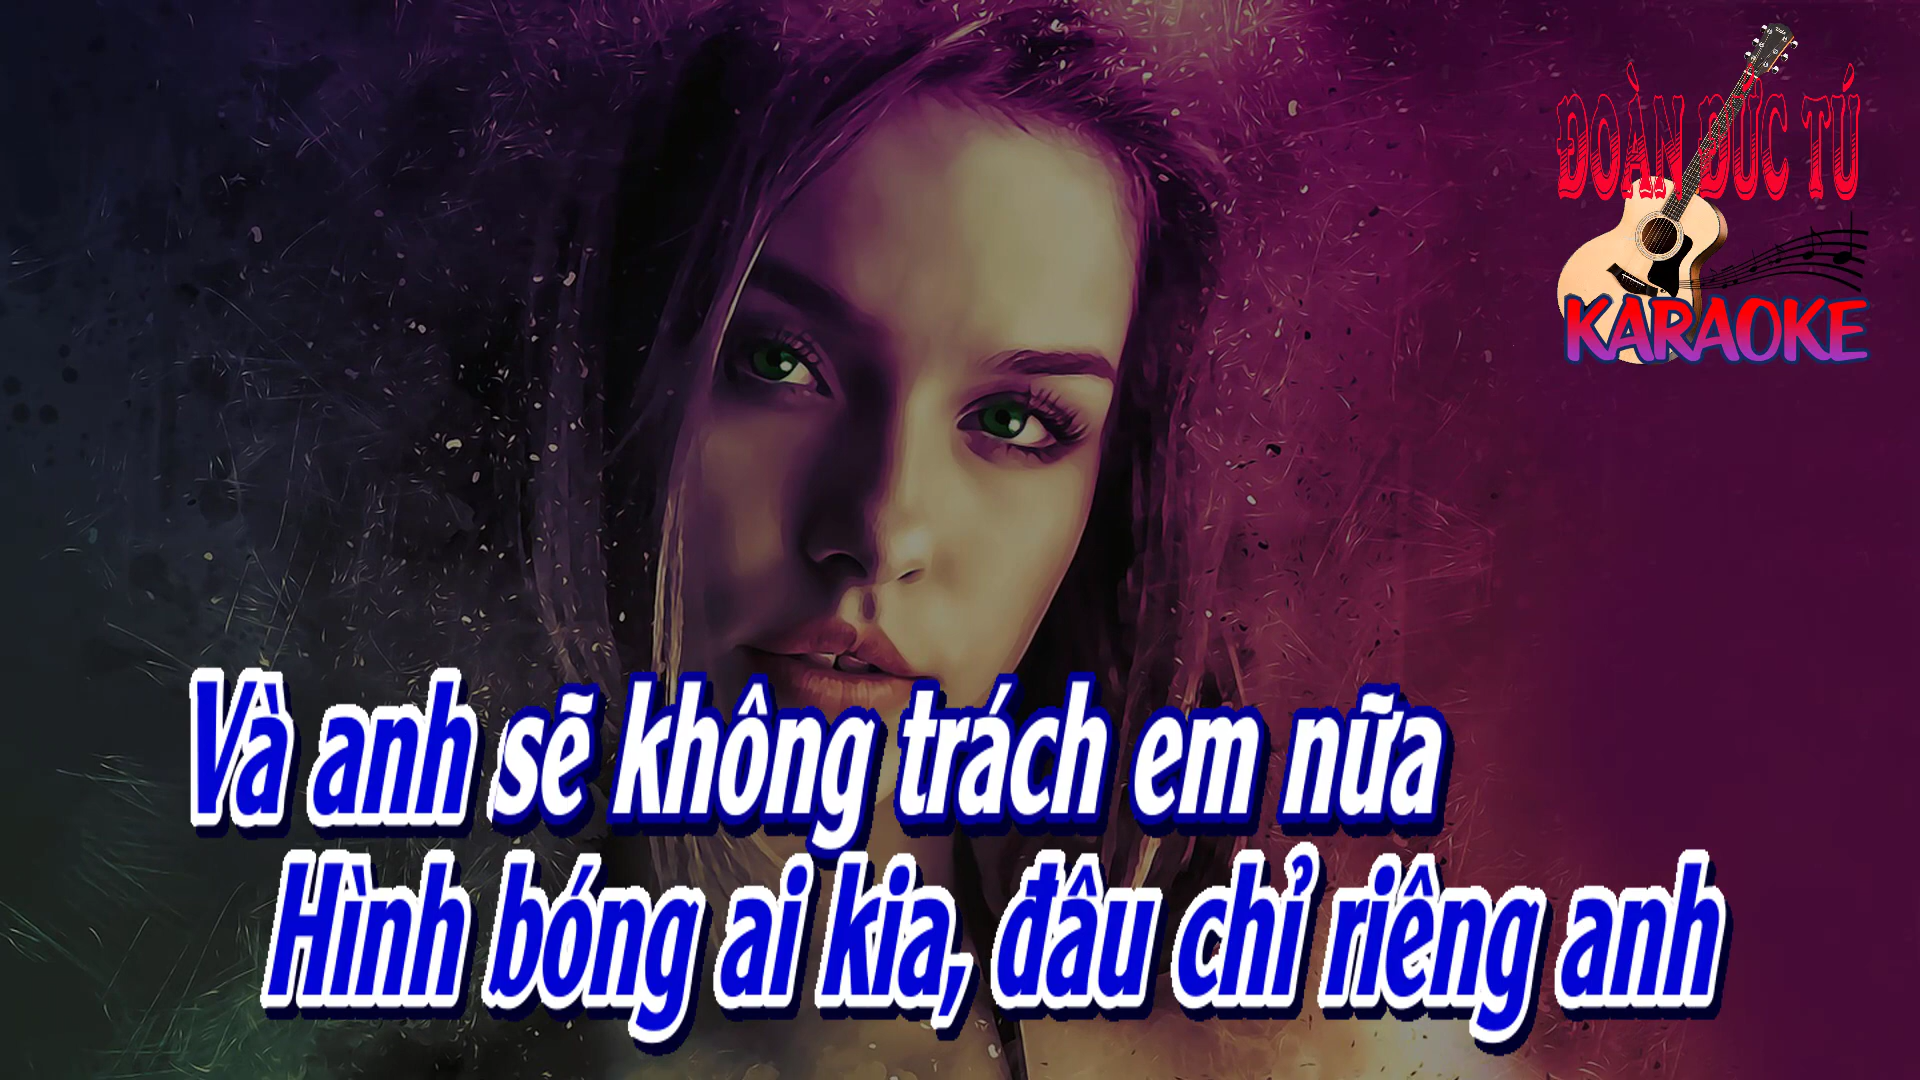 ĐOÀN ĐỨC TÚ
KARAOKE
Và anh sẽ không trách em nữa
Hình bóng ai kia, đâu chỉ riêng anh